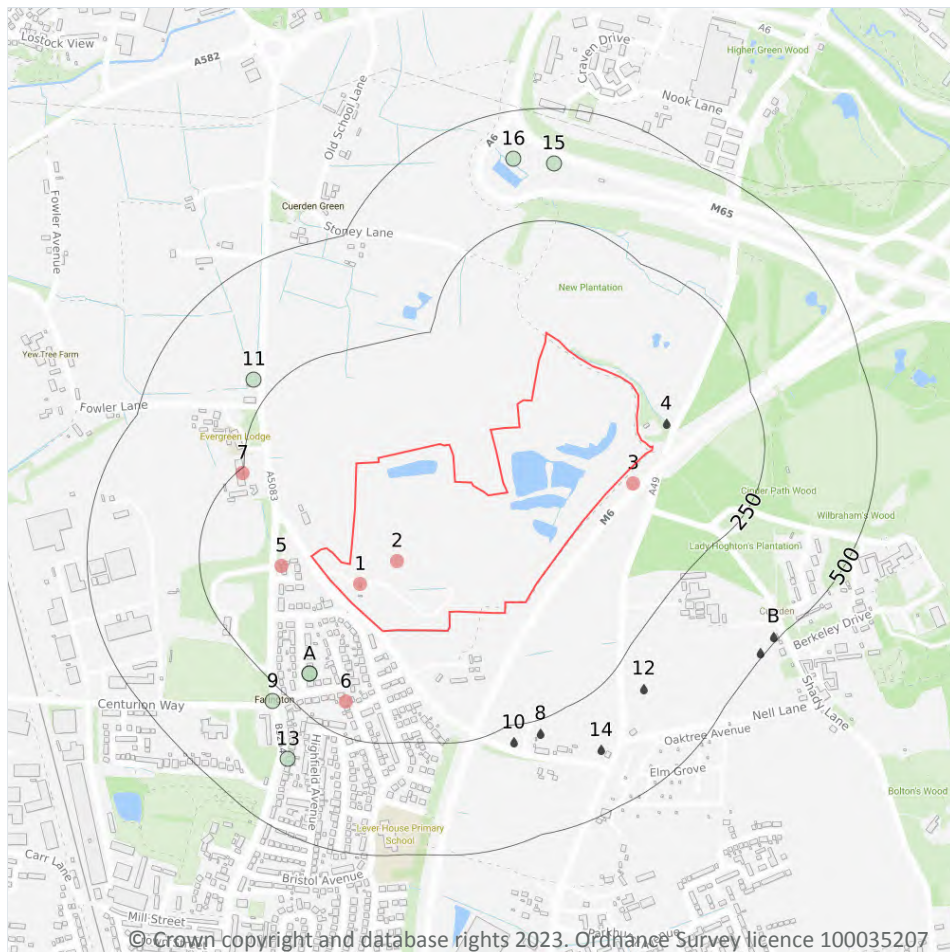 Lostock View
A582
Craven Drive
A6
Higher Green Wood
Nook Lane
Old School Lane
A6
16
15
Fowler Avenue
Cuerden Green
Stoney Lane
M65
New Plantation
Yew Tree Farm
11
Fowler Lane
4
Evergreen Lodge
7
3
A5083
A49
Cinder Path Wood
M6
250
Wilbraham's Wood
Lady Hoghton's Plantation
2
500
5
1
B
Berkeley Drive
A
12
Shady Lane
9
6
Centurion Way
Nell Lane
10
8
14
Oaktree Avenue
13
Highfield Avenue
Elm Grove
Bolton's Wood
Lever House Primary
School
Carr Lane
Bristol Avenue
Mill Street
© Crown copyright and database rights 2023. Ordnance Survey licence 100035207